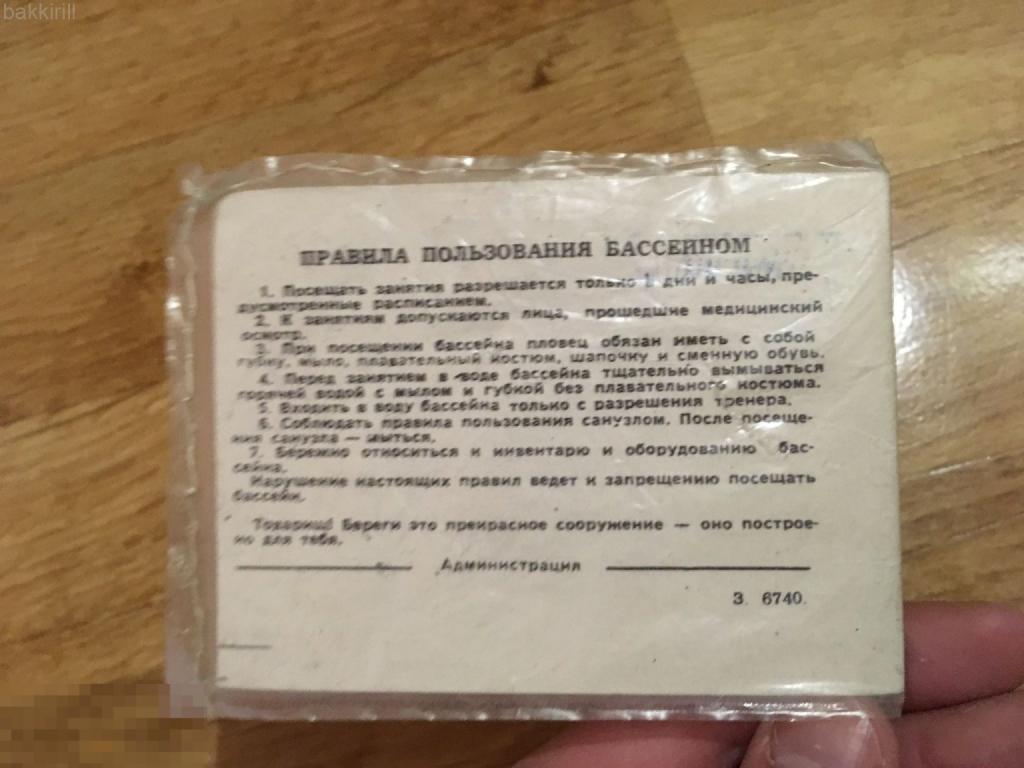 bakkirill
ПРАВИЛА ПОЛЬЗОВАНИЯ БАССЕЙНОМ
1. Посещать занятия разрешается только в дни и часы, пре-
дусмотренные расписанием.
2. К занятиям допускаются лица, прошедшие медицинский
осмотр.
3. При посещении бассейна пловец обязан иметь с собой
губку, мыло, плавательный костюм, шапочку и сменную обувь.
4. Перед занятием в воде бассейна тщательно вымываться
горячей водой с мылом и губкой без плавательного костюма.
5. Входить в воду бассейна только с разрешения тренера.
6. Соблюдать правила пользования санузлом. После посеще-
ния санузла — мыться.
7. Бережно относиться к инвентарю и оборудованию бас-
сейна.
Нарушение настоящих правил ведет к запрещению посещать
бассейн.
Товарищ! Береги это прекрасное сооружение — оно построе-
но для тебя.
Администрация
З. 6740.